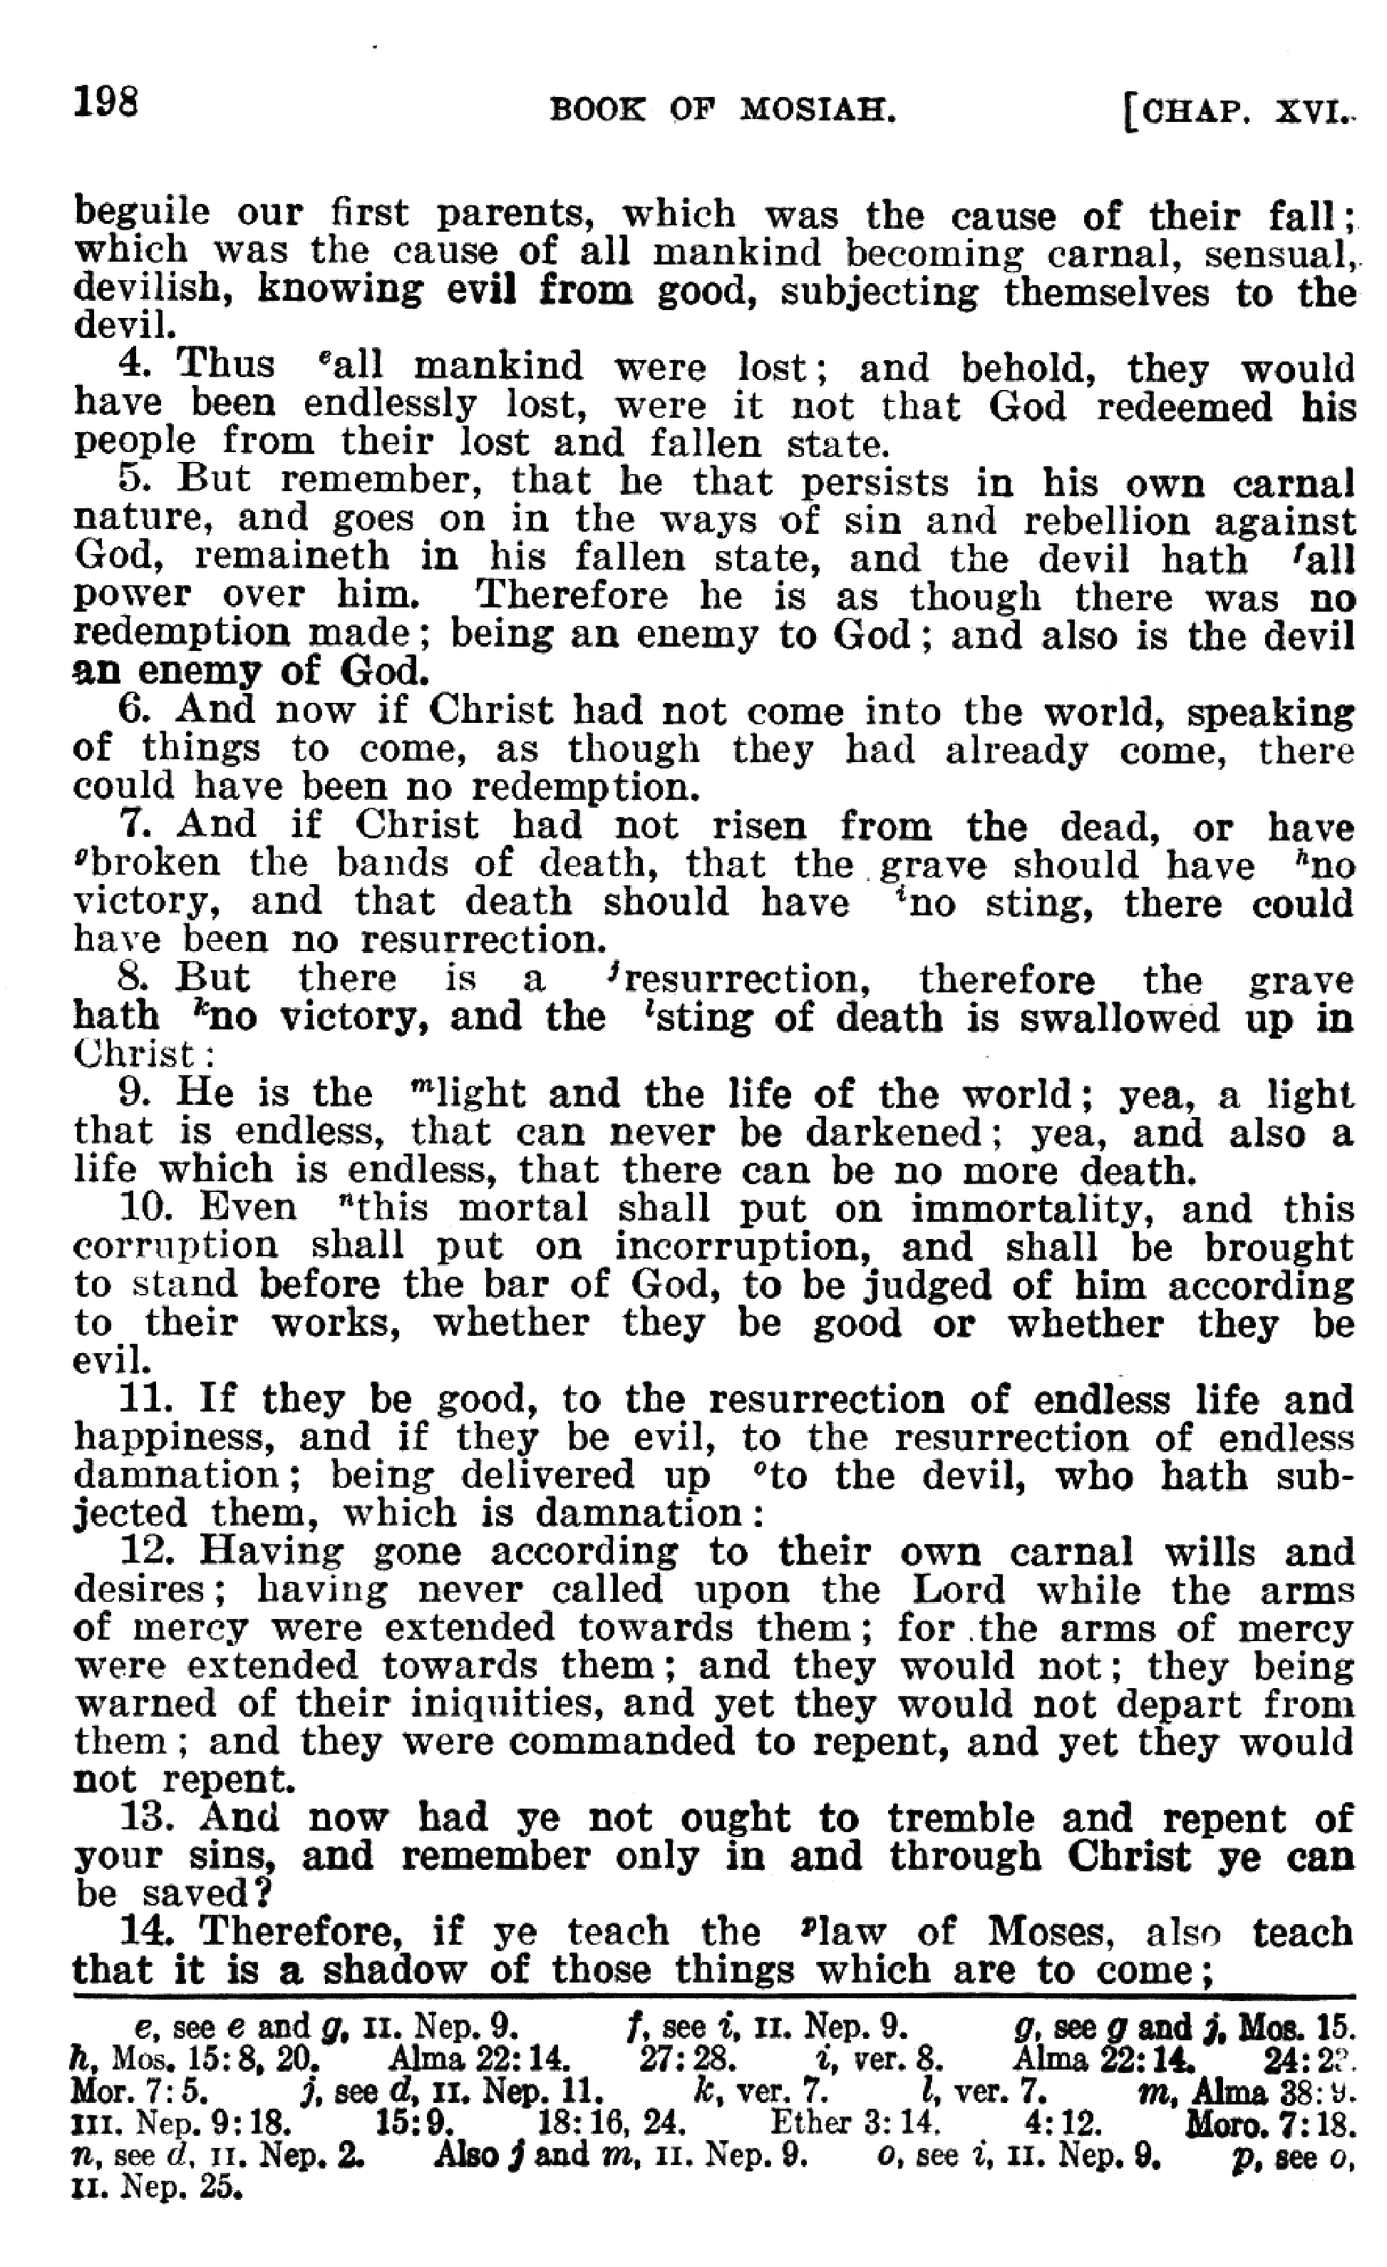 198 BOOK OF MOSIAH. [CHAP. XVI.
beguile our first parents, which was the cause of their fall;
which was the cause of all mankind becoming carnal, sensual,
devilish, knowing evil from good, subjecting themselves to the
devil.
4. Thus ᵉall mankind were lost; and behold, they would
have been endlessly lost, were it not that God redeemed his
people from their lost and fallen state.
5. But remember, that he that persists in his own carnal
nature, and goes on in the ways of sin and rebellion against
God, remaineth in his fallen state, and the devil hath ᶠall
power over him. Therefore he is as though there was no
redemption made; being an enemy to God; and also is the devil
an enemy of God.
6. And now if Christ had not come into the world, speaking
of things to come, as though they had already come, there
could have been no redemption.
7. And if Christ had not risen from the dead, or have
ᵍbroken the bands of death, that the grave should have ʰno
victory, and that death should have ⁱno sting, there could
have been no resurrection.
8. But there is a ʲresurrection, therefore the grave
hath ᵏno victory, and the ˡsting of death is swallowed up in
Christ:
9. He is the ᵐlight and the life of the world; yea, a light
that is endless, that can never be darkened; yea, and also a
life which is endless, that there can be no more death.
10. Even ⁿthis mortal shall put on immortality, and this
corruption shall put on incorruption, and shall be brought
to stand before the bar of God, to be judged of him according
to their works, whether they be good or whether they be
evil.
11. If they be good, to the resurrection of endless life and
happiness, and if they be evil, to the resurrection of endless
damnation; being delivered up ᵒto the devil, who hath sub-
jected them, which is damnation:
12. Having gone according to their own carnal wills and
desires; having never called upon the Lord while the arms
of mercy were extended towards them; for the arms of mercy
were extended towards them; and they would not; they being
warned of their iniquities, and yet they would not depart from
them; and they were commanded to repent, and yet they would
not repent.
13. And now had ye not ought to tremble and repent of
your sins, and remember only in and through Christ ye can
be saved?
14. Therefore, if ye teach the ᵖlaw of Moses, also teach
that it is a shadow of those things which are to come;
e, see e and g, II. Nep. 9. f, see i, II. Nep. 9. g, see g and j, Mos. 15.
h, Mos. 15:8, 20. Alma 22:14. 27:28. i, ver. 8. Alma 22:14.
Mor. 7:5. j, see d, II. Nep. 11. k, ver. 7. l, ver. 7. m, Alma 38:9.
III. Nep. 9:18. 15:9. 18:16, 24. Ether 3:14. 4:12. Moro. 7:18.
n, see d, II. Nep. 2. Also j and m, II. Nep. 9. o, see i, II. Nep. 9. p, see o,
II. Nep. 25.